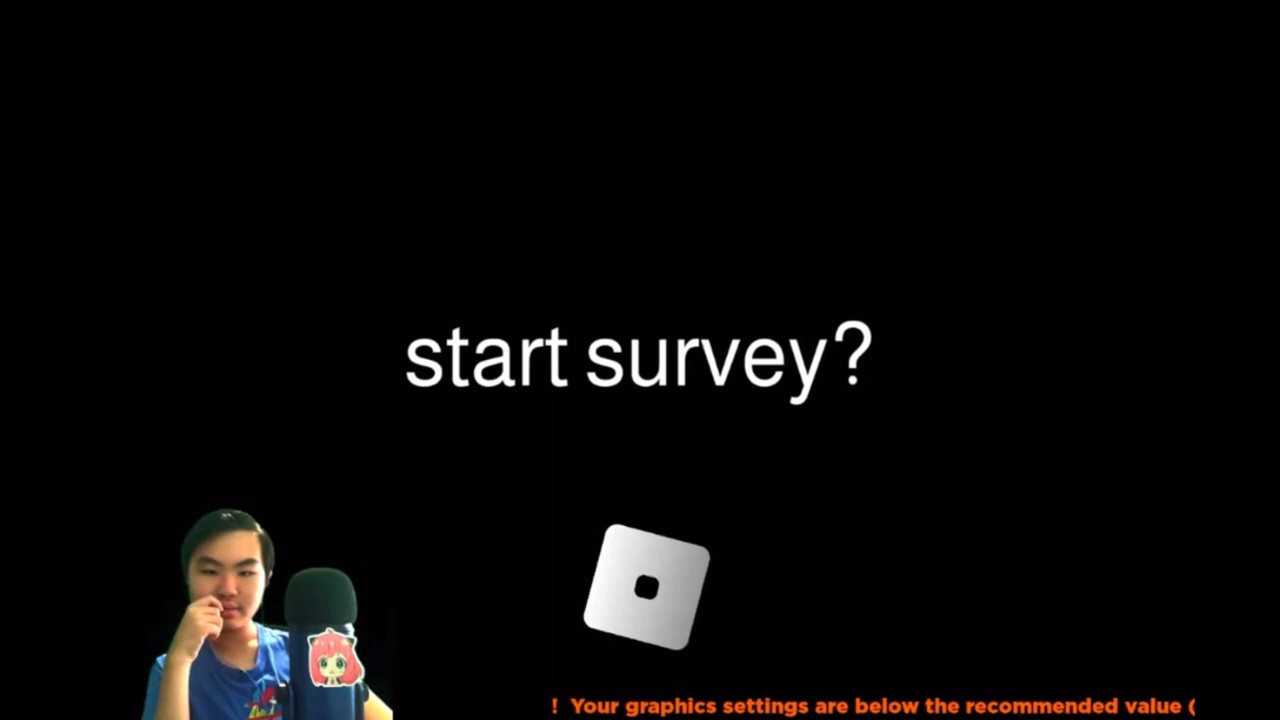 start survey?
! Your graphics settings are below the recommended value (